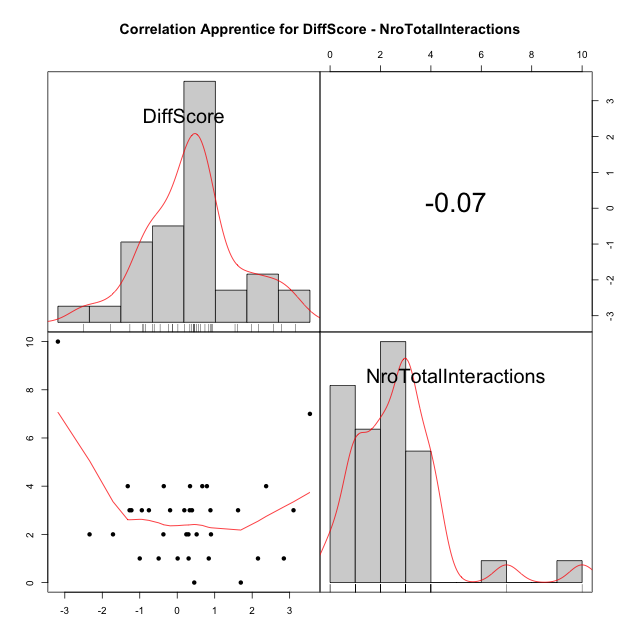 Correlation Apprentice for DiffScore - NroTotalInteractions
0 2 4 6 8 10
DiffScore
-0.07
3
2
1
0
-1
-2
-3
10
8
6
4
2
0
NroTotalInteractions
-3 -2 -1 0 1 2 3